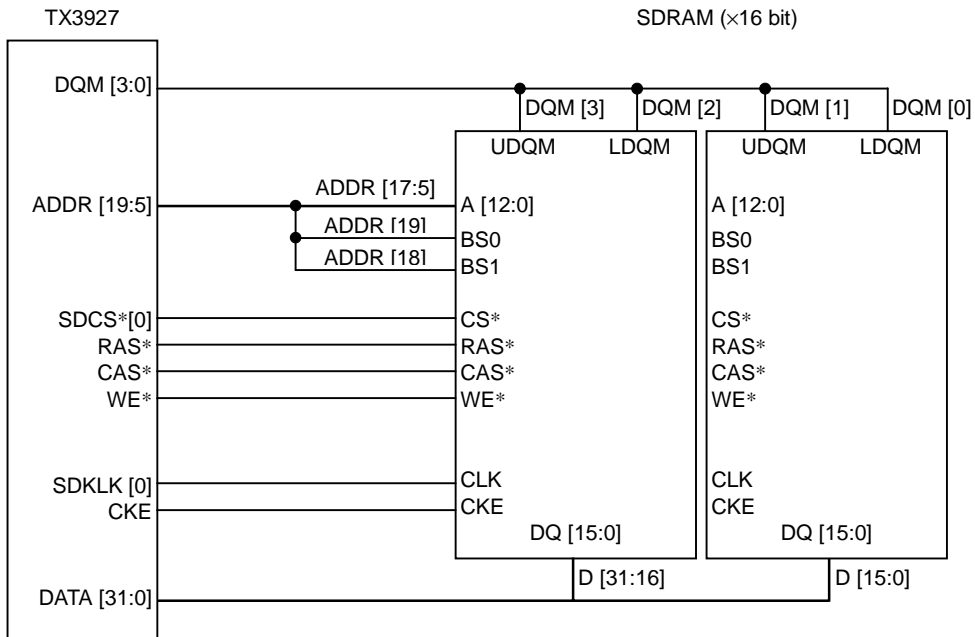 TX3927
SDRAM (×16 bit)
DQM [3:0]
DQM [3]
DQM [2]
DQM [1]
DQM [0]
UDQM
LDQM
UDQM
LDQM
ADDR [19:5]
ADDR [17:5]
A [12:0]
A [12:0]
ADDR [19]
BS0
BS0
ADDR [18]
BS1
BS1
SDCS*[0]
CS*
CS*
RAS*
RAS*
RAS*
CAS*
CAS*
CAS*
WE*
WE*
WE*
SDKLK [0]
CLK
CLK
CKE
CKE
CKE
DQ [15:0]
DQ [15:0]
D [31:16]
D [15:0]
DATA [31:0]